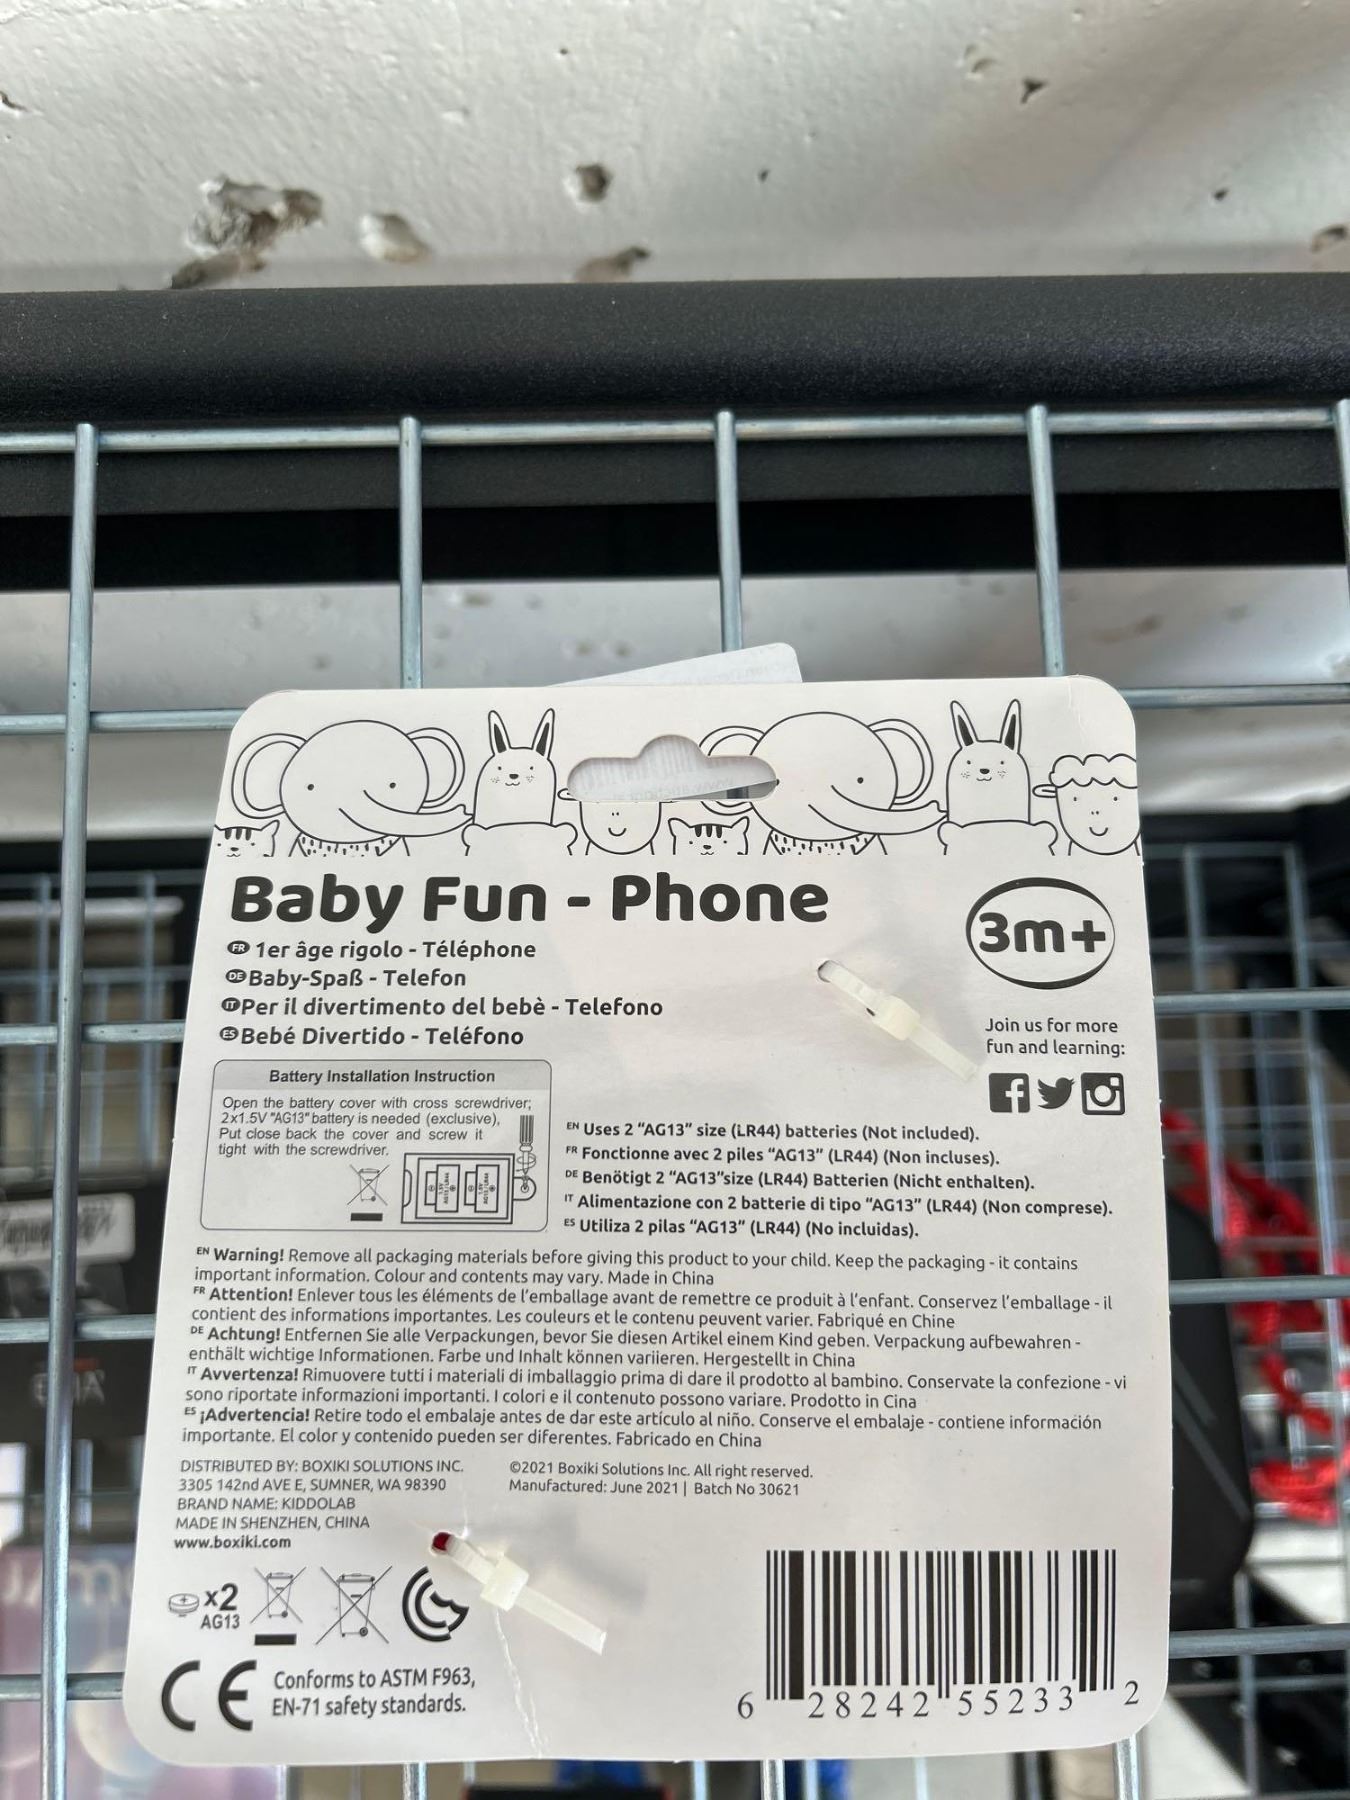 Baby Fun - Phone
3m+
FR 1er âge rigolo - Téléphone
DE Baby-Spaß - Telefon
IT Per il divertimento del bebè - Telefono
ES Bebé Divertido - Teléfono
Join us for more
fun and learning:
Battery Installation Instruction
Open the battery cover with cross screwdriver;
2x1.5V "AG13" battery is needed (exclusive),
Put close back the cover and screw it
tight with the screwdriver.
EN Uses 2 “AG13” size (LR44) batteries (Not included).
FR Fonctionne avec 2 piles “AG13” (LR44) (Non incluses).
DE Benötigt 2 “AG13”size (LR44) Batterien (Nicht enthalten).
IT Alimentazione con 2 batterie di tipo “AG13” (LR44) (Non comprese).
ES Utiliza 2 pilas “AG13” (LR44) (No incluidas).
EN Warning! Remove all packaging materials before giving this product to your child. Keep the packaging - it contains
important information. Colour and contents may vary. Made in China
FR Attention! Enlever tous les éléments de l’emballage avant de remettre ce produit à l’enfant. Conservez l’emballage - il
contient des informations importantes. Les couleurs et le contenu peuvent varier. Fabriqué en Chine
DE Achtung! Entfernen Sie alle Verpackungen, bevor Sie diesen Artikel einem Kind geben. Verpackung aufbewahren -
enthält wichtige Informationen. Farbe und Inhalt können variieren. Hergestellt in China
IT Avvertenza! Rimuovere tutti i materiali di imballaggio prima di dare il prodotto al bambino. Conservate la confezione - vi
sono riportate informazioni importanti. I colori e il contenuto possono variare. Prodotto in Cina
ES ¡Advertencia! Retire todo el embalaje antes de dar este artículo al niño. Conserve el embalaje - contiene información
importante. El color y contenido pueden ser diferentes. Fabricado en China
DISTRIBUTED BY: BOXIKI SOLUTIONS INC.
3305 142nd AVE E, SUMNER, WA 98390
BRAND NAME: KIDDOLAB
MADE IN SHENZHEN, CHINA
www.boxiki.com
©2021 Boxiki Solutions Inc. All right reserved.
Manufactured: June 2021 | Batch No 30621
x2
AG13
CE
Conforms to ASTM F963,
EN-71 safety standards.
6 28242 55233 2